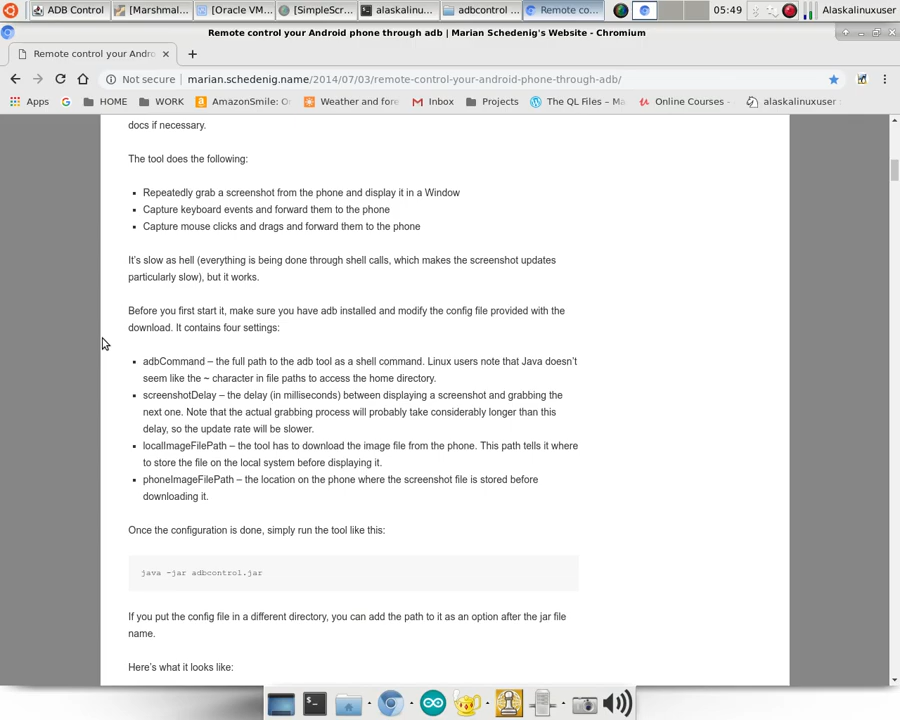 ADB Control
[Marshmal...
[Oracle VM...
[SimpleScr...
alaskalinu...
adbcontrol ...
Remote co...
05:49
Alaskalinuxuser
Remote control your Android phone through adb | Marian Schedenig's Website - Chromium
Remote control your Andro
Not secure | marian.schedenig.name/2014/07/03/remote-control-your-android-phone-through-adb/
Apps
HOME
WORK
AmazonSmile: O
Weather and fore
Inbox
Projects
The QL Files – Ma
Online Courses -
alaskalinuxuser
docs if necessary.
The tool does the following:
Repeatedly grab a screenshot from the phone and display it in a Window
Capture keyboard events and forward them to the phone
Capture mouse clicks and drags and forward them to the phone
It's slow as hell (everything is being done through shell calls, which makes the screenshot updates
particularly slow), but it works.
Before you first start it, make sure you have adb installed and modify the config file provided with the
download. It contains four settings:
adbCommand – the full path to the adb tool as a shell command. Linux users note that Java doesn't
seem like the ~ character in file paths to access the home directory.
screenshotDelay – the delay (in milliseconds) between displaying a screenshot and grabbing the
next one. Note that the actual grabbing process will probably take considerably longer than this
delay, so the update rate will be slower.
localImageFilePath – the tool has to download the image file from the phone. This path tells it where
to store the file on the local system before displaying it.
phoneImageFilePath – the location on the phone where the screenshot file is stored before
downloading it.
Once the configuration is done, simply run the tool like this:
java -jar adbcontrol.jar
If you put the config file in a different directory, you can add the path to it as an option after the jar file
name.
Here's what it looks like: